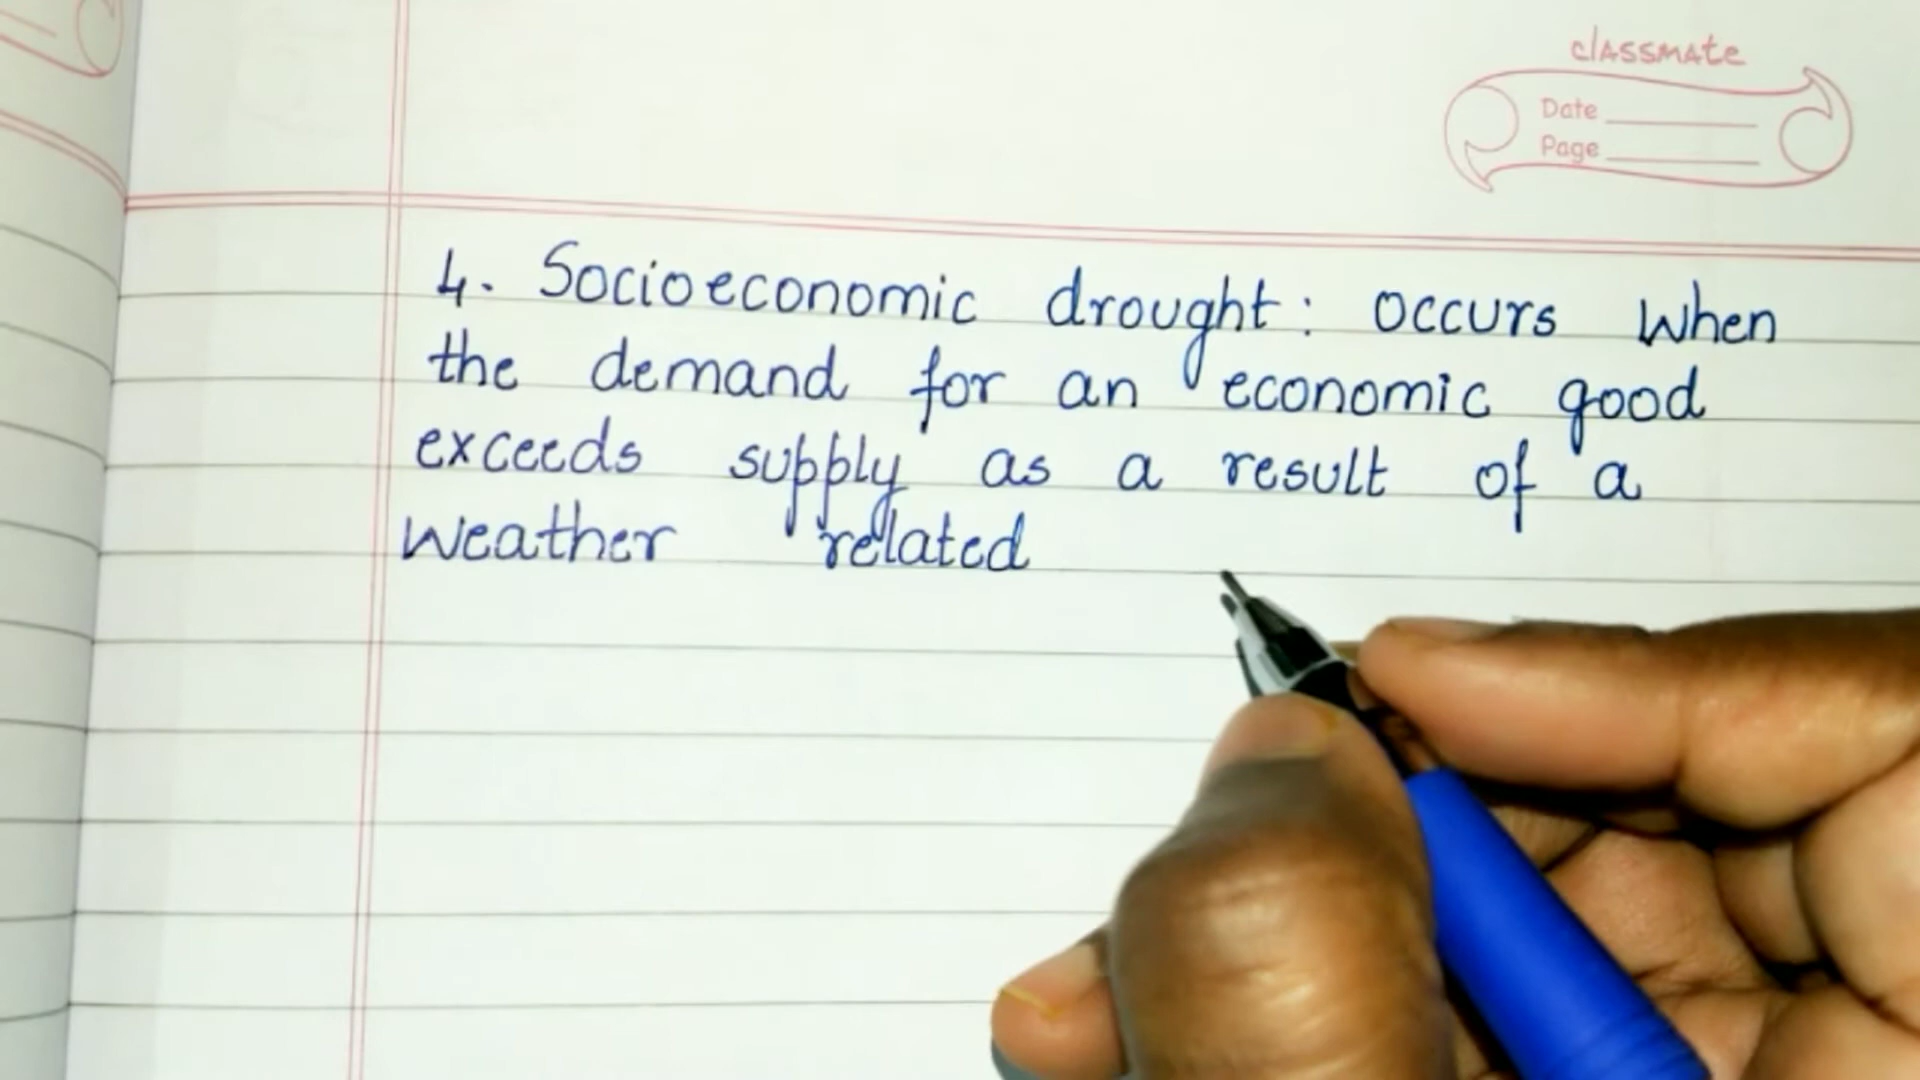 classmate
Date
Page
4. Socioeconomic drought: occurs when
the demand for an economic good
exceeds supply as a result of a
weather related